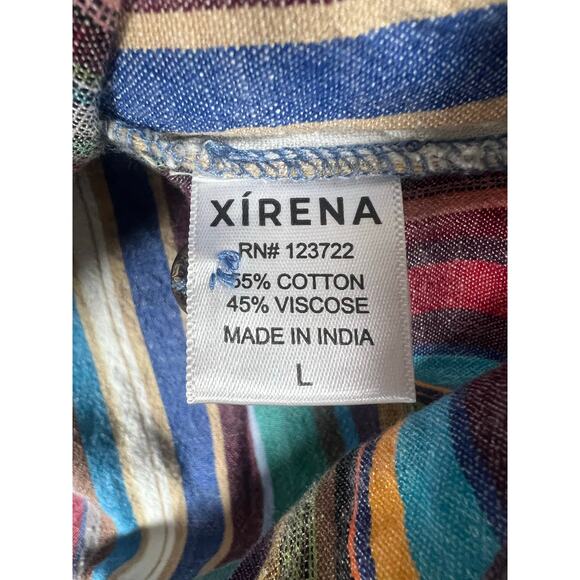 XÍRENA
RN# 123722
55% COTTON
45% VISCOSE
MADE IN INDIA
L